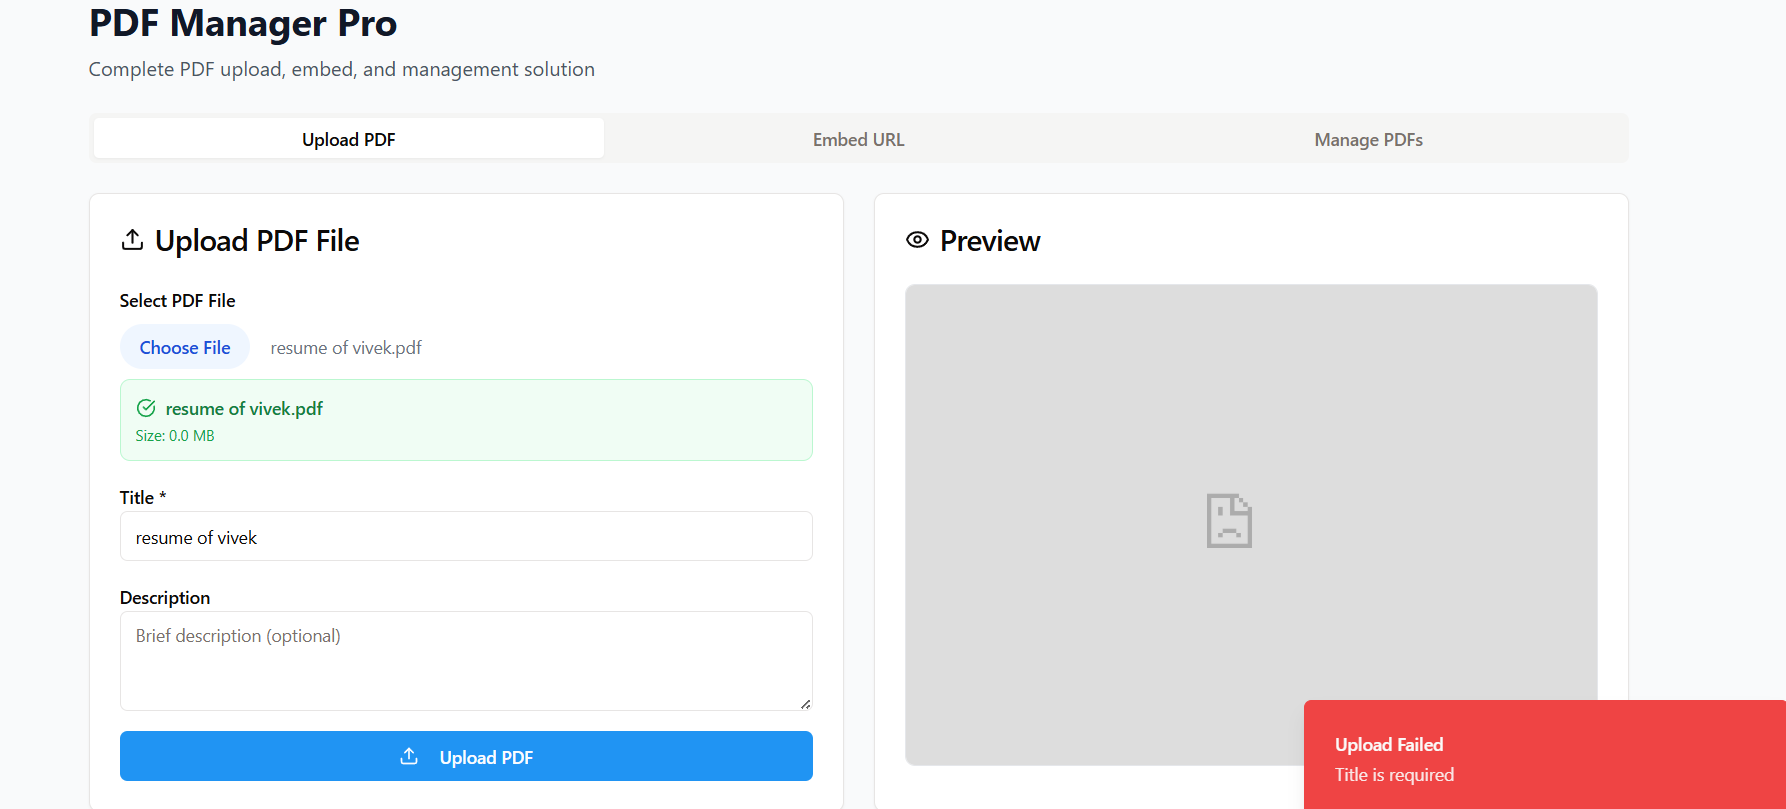 PDF Manager Pro
Complete PDF upload, embed, and management solution
Upload PDF
Embed URL
Manage PDFs
Upload PDF File
Select PDF File
Choose File
resume of vivek.pdf
resume of vivek.pdf
Size: 0.0 MB
Title *
resume of vivek
Description
Brief description (optional)
Upload PDF
Preview
Upload Failed
Title is required